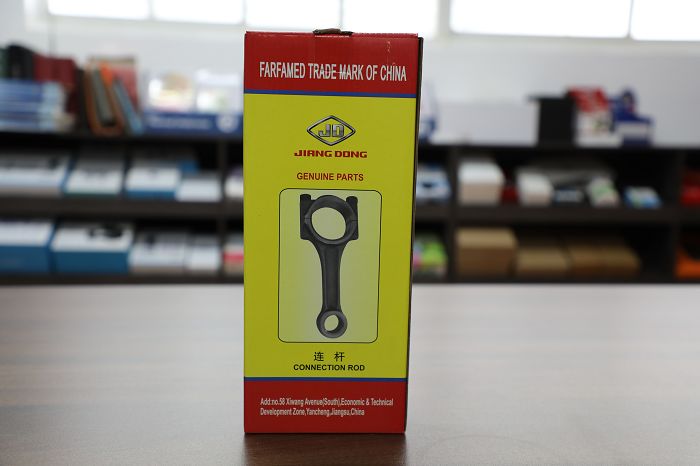 FARFAMED TRADE MARK OF CHINA
JD
JIANG DONG
GENUINE PARTS
连 杆
CONNECTION ROD
Add:no.58 Xiwang Avenue(South),Economic & Technical
Development Zone,Yancheng,Jiangsu,China